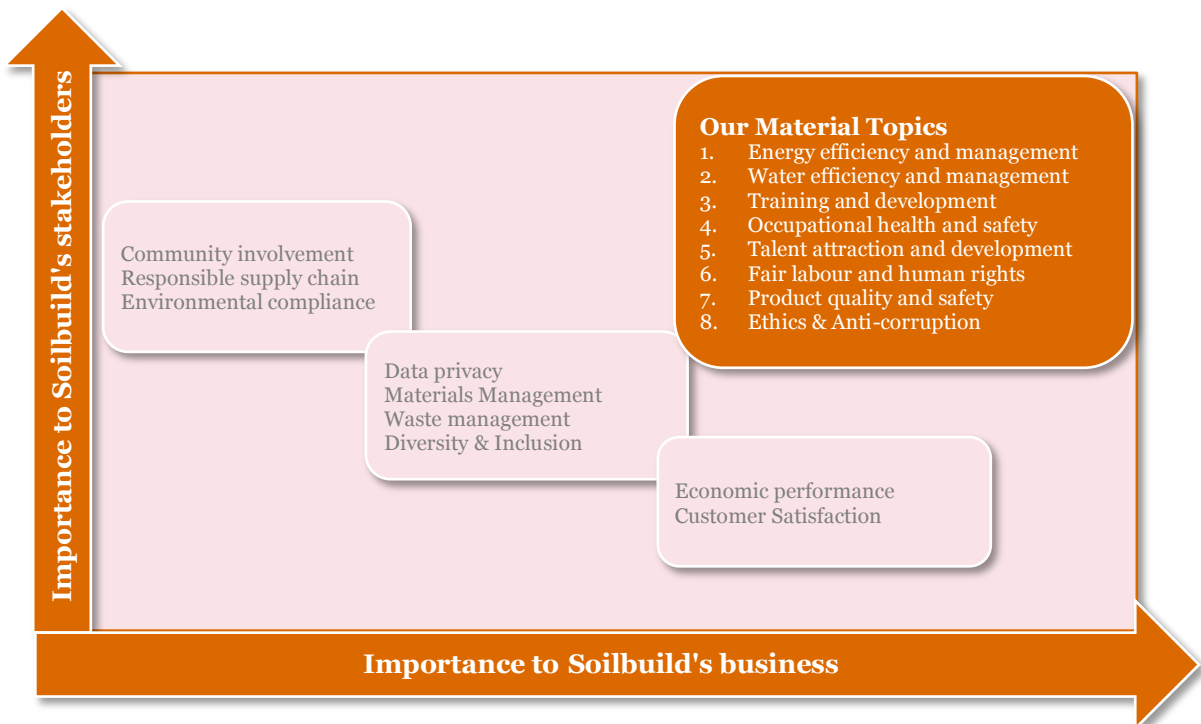 Importance to Soilbuild's stakeholders
Our Material Topics
1. Energy efficiency and management
2. Water efficiency and management
3. Training and development
4. Occupational health and safety
5. Talent attraction and development
6. Fair labour and human rights
7. Product quality and safety
8. Ethics & Anti-corruption
Community involvement
Responsible supply chain
Environmental compliance
Data privacy
Materials Management
Waste management
Diversity & Inclusion
Economic performance
Customer Satisfaction
Importance to Soilbuild's business